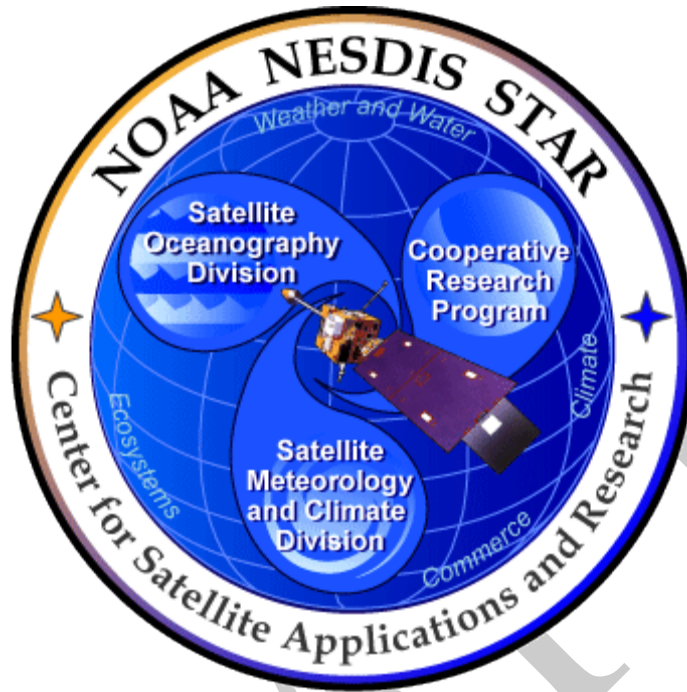 NOAA NESDIS STAR
Weather and Water
Satellite
Oceanography
Division
Cooperative
Research
Program
Climate
Ecosystems
Satellite
Meteorology
and Climate
Division
Commerce
Center for Satellite Applications and Research